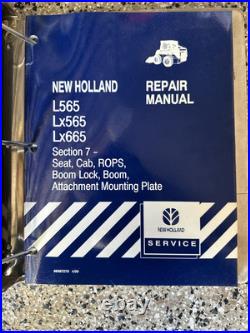 NEW HOLLAND
REPAIR
MANUAL
L565
Lx565
Lx665
Section 7 -
Seat, Cab, ROPS,
Boom Lock, Boom,
Attachment Mounting Plate
NEW HOLLAND
SERVICE